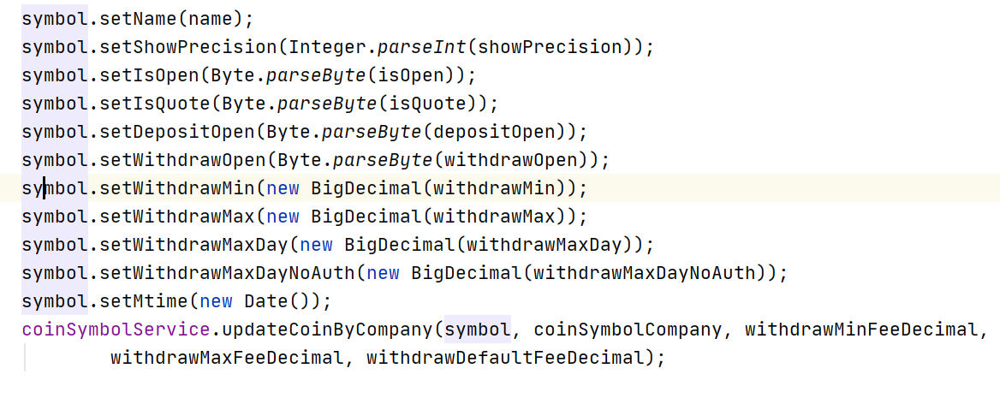 symbol.setName(name);
symbol.setShowPrecision(Integer.parseInt(showPrecision));
symbol.setIsOpen(Byte.parseByte(isOpen));
symbol.setIsQuote(Byte.parseByte(isQuote));
symbol.setDepositOpen(Byte.parseByte(depositOpen));
symbol.setWithdrawOpen(Byte.parseByte(withdrawOpen));
symbol.setWithdrawMin(new BigDecimal(withdrawMin));
symbol.setWithdrawMax(new BigDecimal(withdrawMax));
symbol.setWithdrawMaxDay(new BigDecimal(withdrawMaxDay));
symbol.setWithdrawMaxDayNoAuth(new BigDecimal(withdrawMaxDayNoAuth));
symbol.setMtime(new Date());
coinSymbolService.updateCoinByCompany(symbol, coinSymbolCompany, withdrawMinFeeDecimal,
        withdrawMaxFeeDecimal, withdrawDefaultFeeDecimal);